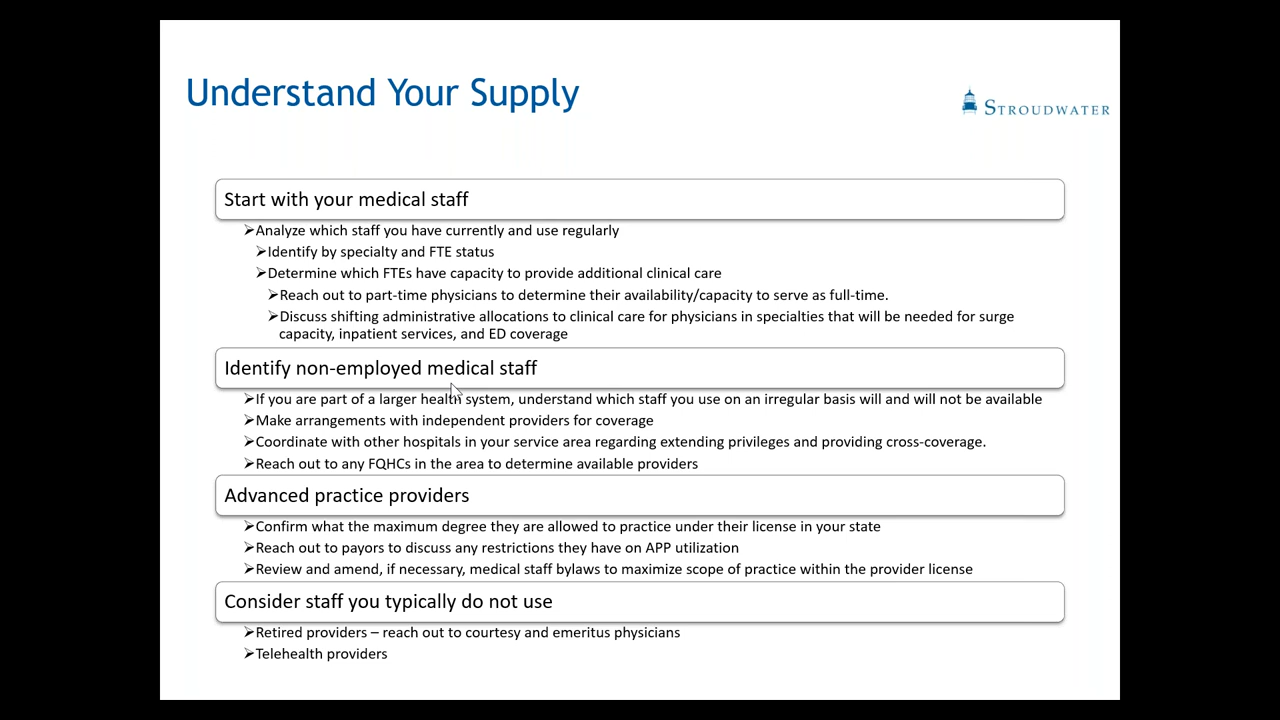 Understand Your Supply
STROUDWATER
Start with your medical staff
➢Analyze which staff you have currently and use regularly
➢Identify by specialty and FTE status
➢Determine which FTEs have capacity to provide additional clinical care
➢Reach out to part-time physicians to determine their availability/capacity to serve as full-time.
➢Discuss shifting administrative allocations to clinical care for physicians in specialties that will be needed for surge
capacity, inpatient services, and ED coverage
Identify non-employed medical staff
➢If you are part of a larger health system, understand which staff you use on an irregular basis will and will not be available
➢Make arrangements with independent providers for coverage
➢Coordinate with other hospitals in your service area regarding extending privileges and providing cross-coverage.
➢Reach out to any FQHCs in the area to determine available providers
Advanced practice providers
➢Confirm what the maximum degree they are allowed to practice under their license in your state
➢Reach out to payors to discuss any restrictions they have on APP utilization
➢Review and amend, if necessary, medical staff bylaws to maximize scope of practice within the provider license
Consider staff you typically do not use
➢Retired providers – reach out to courtesy and emeritus physicians
➢Telehealth providers